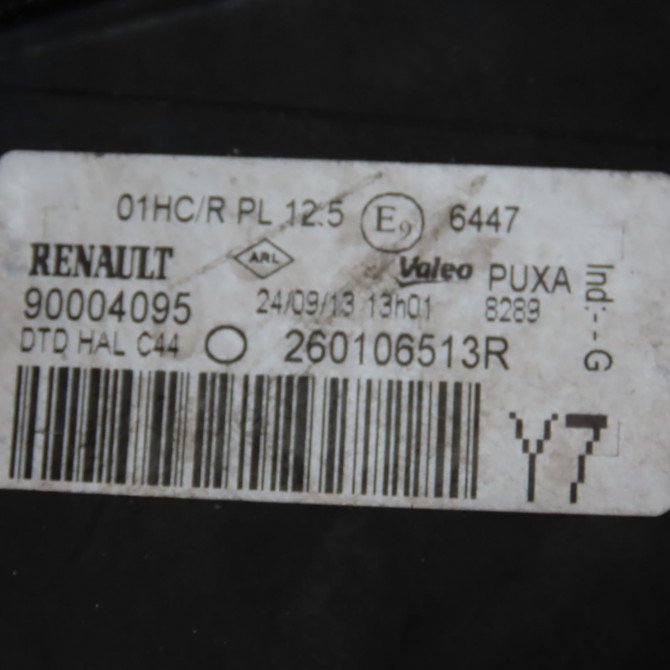 01HC/R PL 12.5 E9 6447
RENAULT ARL Valeo PUXA
90004095 24/09/13 13h01 8289
DTD HAL C44 260106513R
Ind:--G
Y7